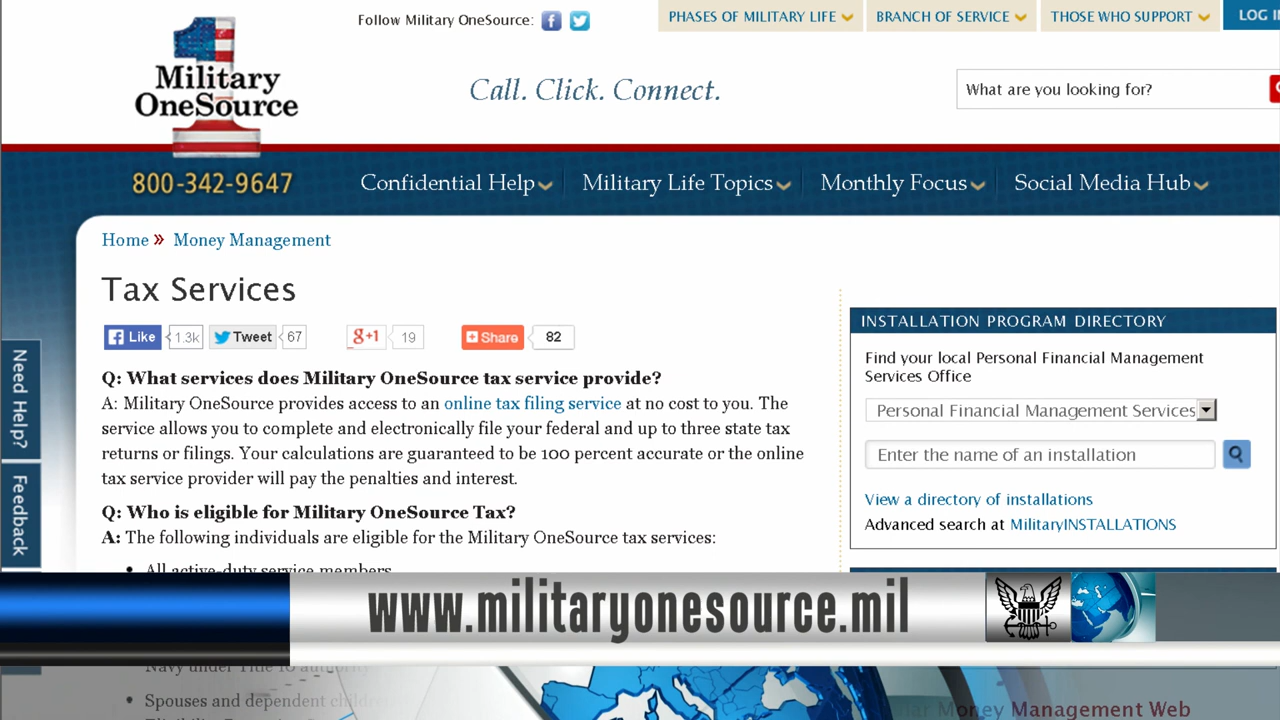 Follow Military OneSource:
PHASES OF MILITARY LIFE
BRANCH OF SERVICE
THOSE WHO SUPPORT
LOG
Military
OneSource
Call. Click. Connect.
What are you looking for?
800-342-9647
Confidential Help
Military Life Topics
Monthly Focus
Social Media Hub
Home » Money Management
Tax Services
Like 1.3k Tweet 67 g+1 19 Share 82
Q: What services does Military OneSource tax service provide?
A: Military OneSource provides access to an online tax filing service at no cost to you. The
service allows you to complete and electronically file your federal and up to three state tax
returns or filings. Your calculations are guaranteed to be 100 percent accurate or the online
tax service provider will pay the penalties and interest.
Q: Who is eligible for Military OneSource Tax?
A: The following individuals are eligible for the Military OneSource tax services:
• All active-duty service members
INSTALLATION PROGRAM DIRECTORY
Find your local Personal Financial Management
Services Office
Personal Financial Management Services
Enter the name of an installation
View a directory of installations
Advanced search at MilitaryINSTALLATIONS
Need Help?
Feedback
www.militaryonesource.mil
Navy under Title 10
• Spouses and dependent
Money Management Web